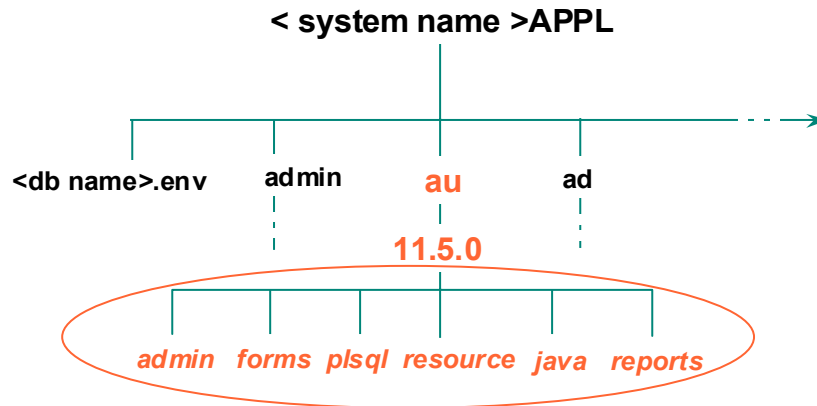 < system name >APPL
<db name>.env admin au ad
11.5.0
admin forms plsql resource java reports